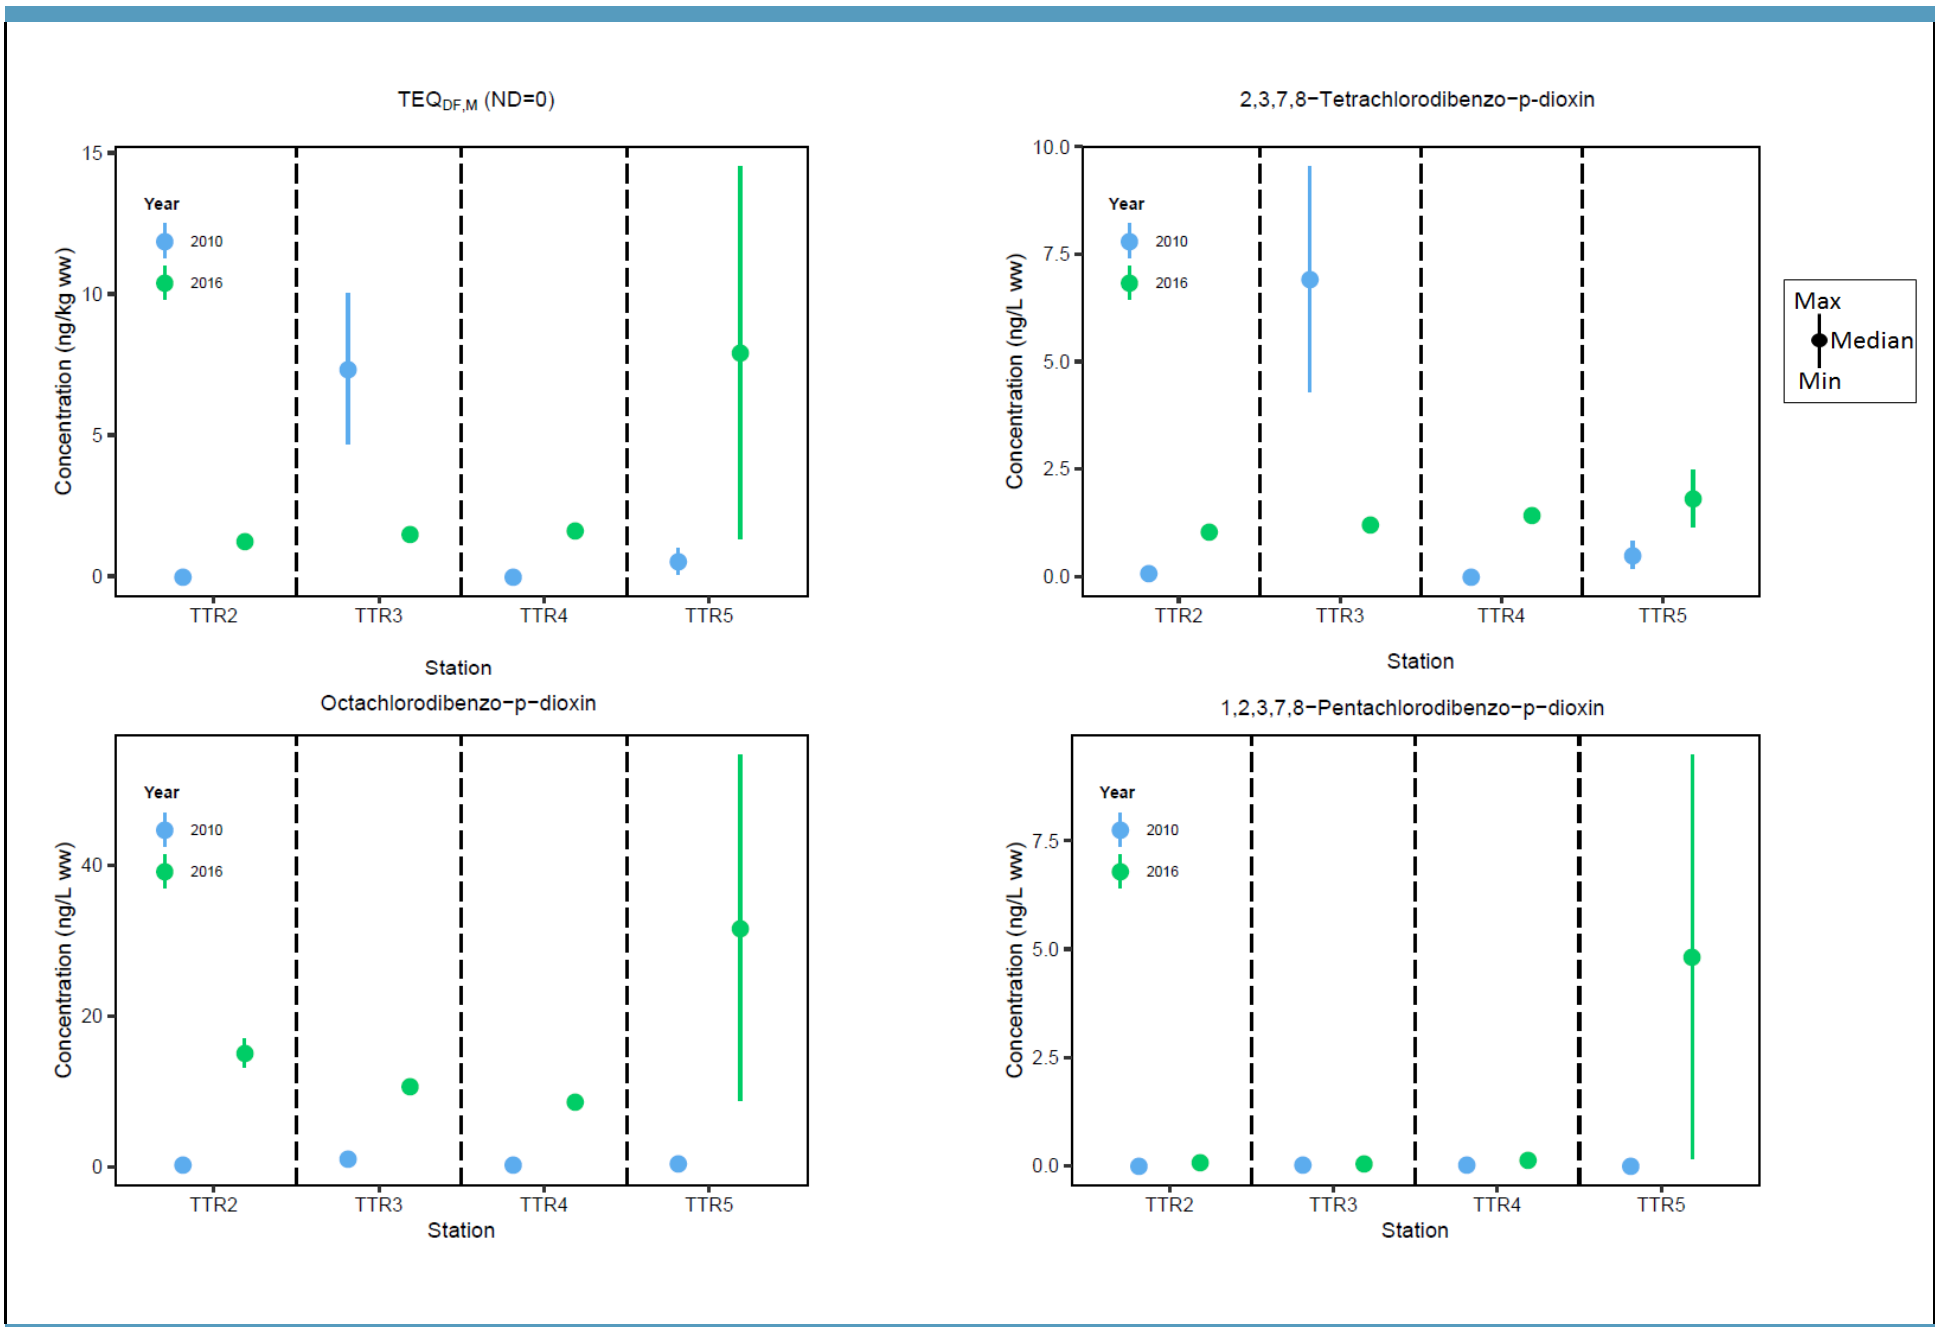 TEQDF,M (ND=0)
Concentration (ng/kg ww)
15
10
5
0
Year
2010
2016
TTR2 TTR3 TTR4 TTR5
Station
2,3,7,8−Tetrachlorodibenzo−p-dioxin
Concentration (ng/L ww)
10.0
7.5
5.0
2.5
0.0
Year
2010
2016
TTR2 TTR3 TTR4 TTR5
Station
Max
Median
Min
Octachlorodibenzo−p−dioxin
Concentration (ng/L ww)
40
20
0
Year
2010
2016
TTR2 TTR3 TTR4 TTR5
Station
1,2,3,7,8−Pentachlorodibenzo−p−dioxin
Concentration (ng/L ww)
7.5
5.0
2.5
0.0
Year
2010
2016
TTR2 TTR3 TTR4 TTR5
Station